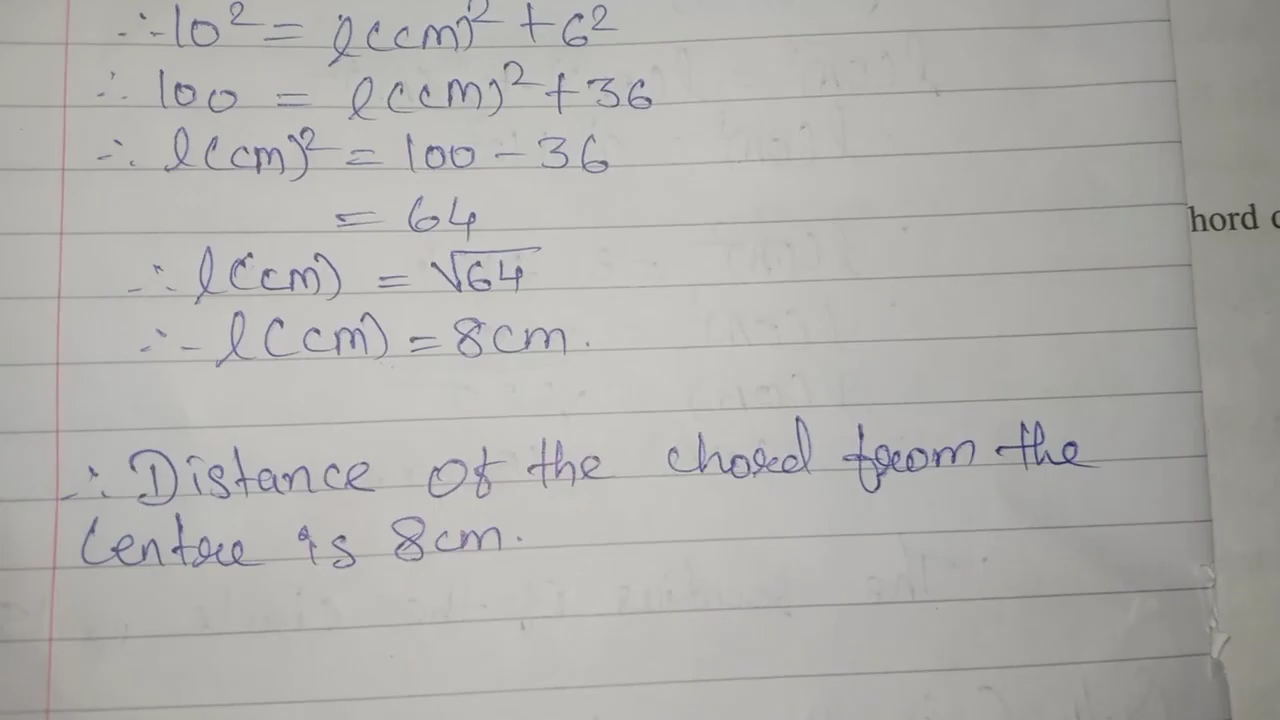 ∴ 10² = l(cm)² + 6²
∴ 100 = l(cm)² + 36
∴ l(cm)² = 100 - 36
= 64
∴ l(cm) = √64
∴ l(cm) = 8cm.
hord
∴ Distance of the chord from the
Centre is 8cm.